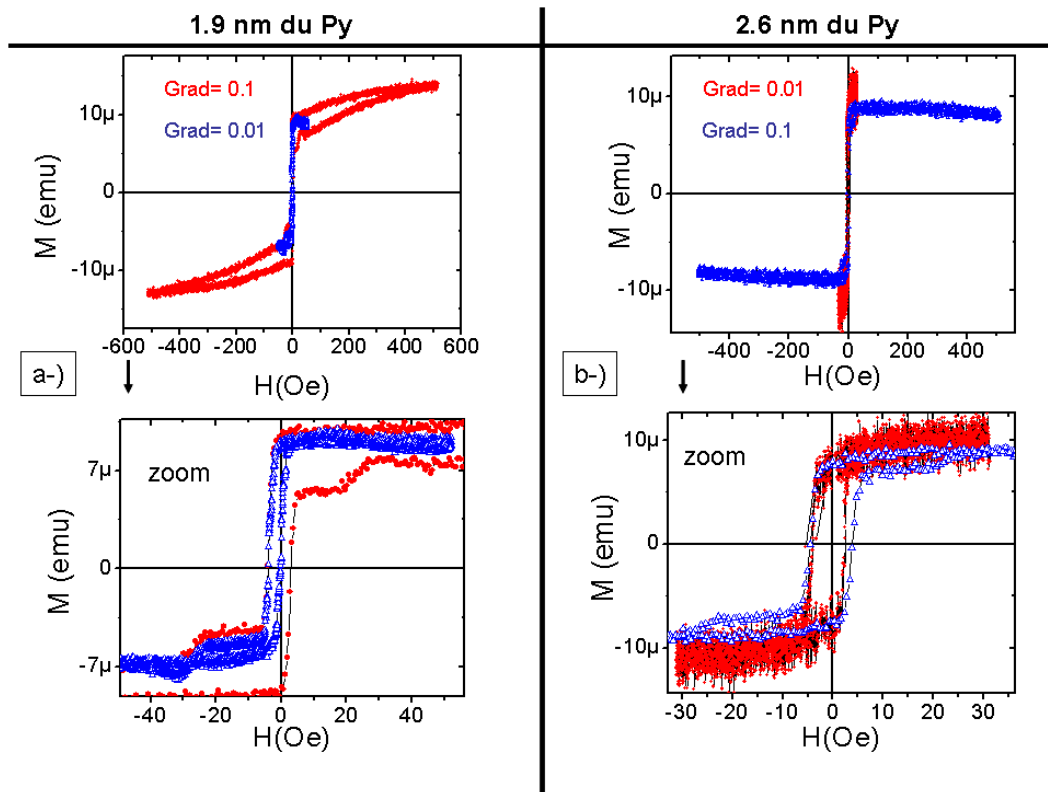 1.9 nm du Py
2.6 nm du Py
Grad= 0.1
Grad= 0.01
10µ
0
-10µ
M (emu)
-600 -400 -200 0 200 400 600
H(Oe)
a-)
zoom
7µ
0
-7µ
M (emu)
-40 -20 0 20 40
H(Oe)
Grad= 0.01
Grad= 0.1
10µ
0
-10µ
M (emu)
-400 -200 0 200 400
H(Oe)
b-)
zoom
10µ
0
-10µ
M (emu)
-30 -20 -10 0 10 20 30
H(Oe)